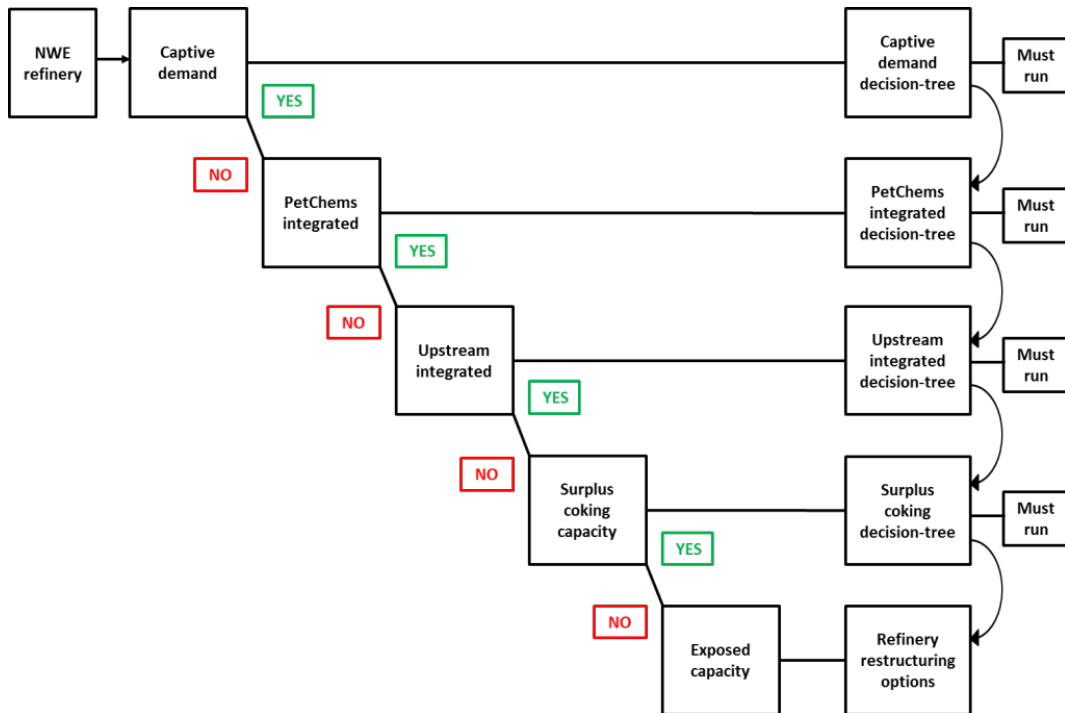 NWE
refinery
Captive
demand
Captive
demand
decision-tree
Must
run
YES
NO
PetChems
integrated
PetChems
integrated
decision-tree
Must
run
YES
NO
Upstream
integrated
Upstream
integrated
decision-tree
Must
run
YES
NO
Surplus
coking
capacity
Surplus
coking
decision-tree
Must
run
YES
NO
Exposed
capacity
Refinery
restructuring
options